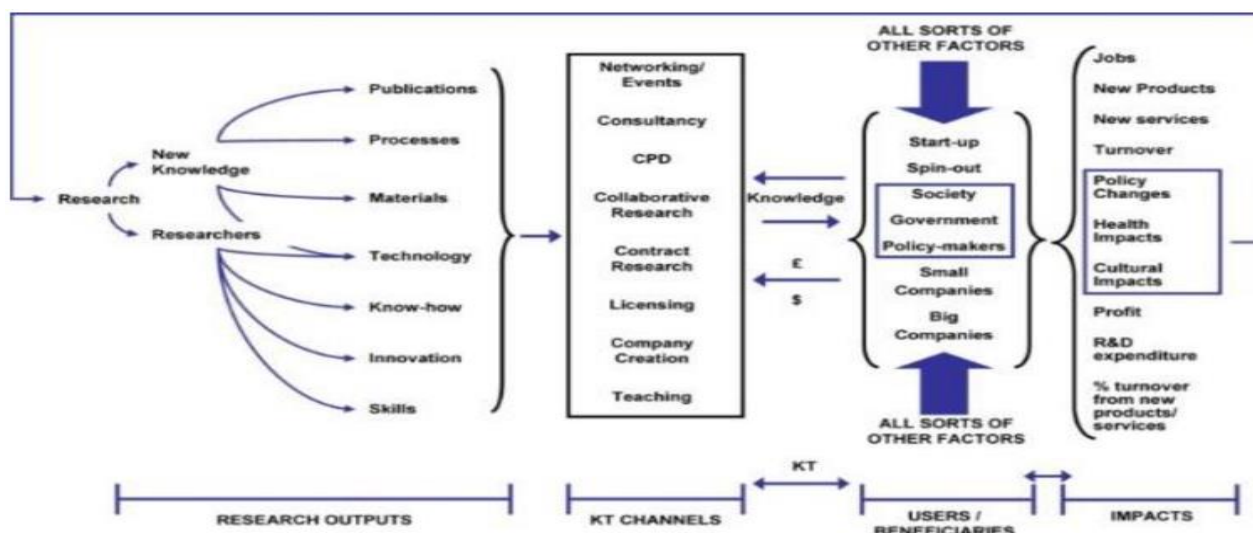 ALL SORTS OF
OTHER FACTORS
Research
New
Knowledge
Researchers
Publications
Processes
Materials
Technology
Know-how
Innovation
Skills
Networking/
Events
Consultancy
CPD
Collaborative
Research
Contract
Research
Licensing
Company
Creation
Teaching
Knowledge
£
$
Start-up
Spin-out
Society
Government
Policy-makers
Small
Companies
Big
Companies
ALL SORTS OF
OTHER FACTORS
Jobs
New Products
New services
Turnover
Policy
Changes
Health
Impacts
Cultural
Impacts
Profit
R&D
expenditure
% turnover
from new
products/
services
KT
RESEARCH OUTPUTS
KT CHANNELS
USERS /
BENEFICIARIES
IMPACTS